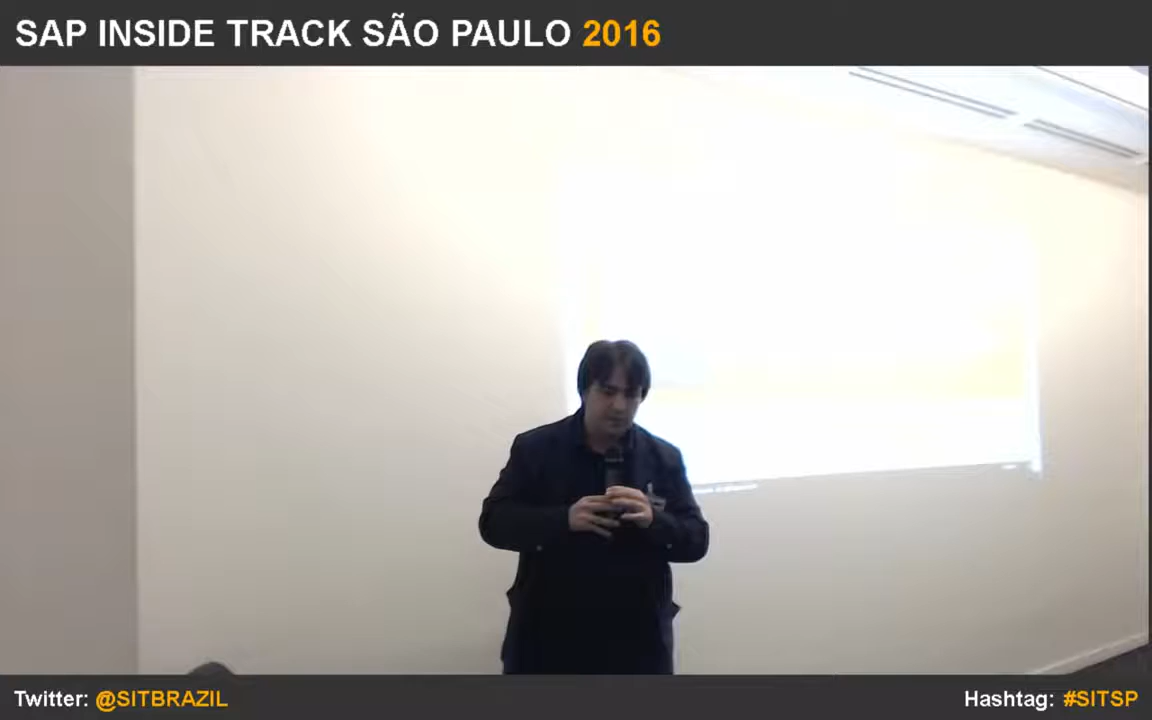 SAP INSIDE TRACK SÃO PAULO 2016
Twitter: @SITBRAZIL
Hashtag: #SITSP